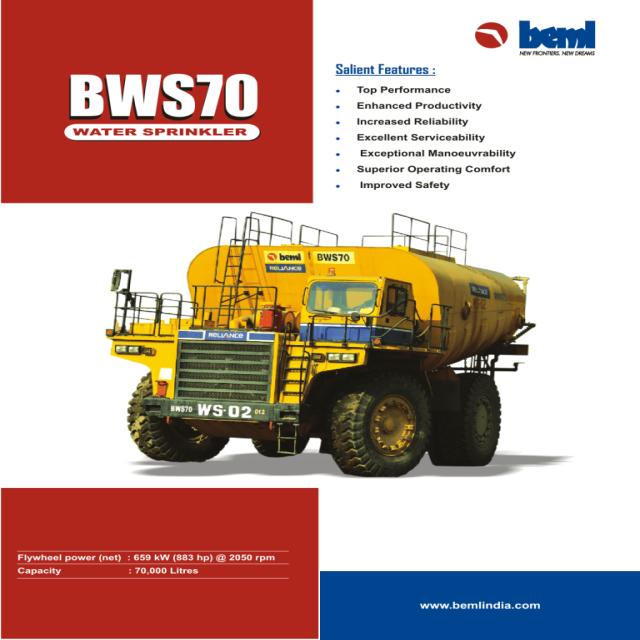 beml
NEW FRONTIERS. NEW DREAMS
BWS70
WATER SPRINKLER
Salient Features :
• Top Performance
• Enhanced Productivity
• Increased Reliability
• Excellent Serviceability
• Exceptional Manoeuvrability
• Superior Operating Comfort
• Improved Safety
beml BWS70
RELIANCE
RELIANCE
BWS70 WS-02 013
Flywheel power (net) : 659 kW (883 hp) @ 2050 rpm
Capacity : 70,000 Litres
www.bemlindia.com